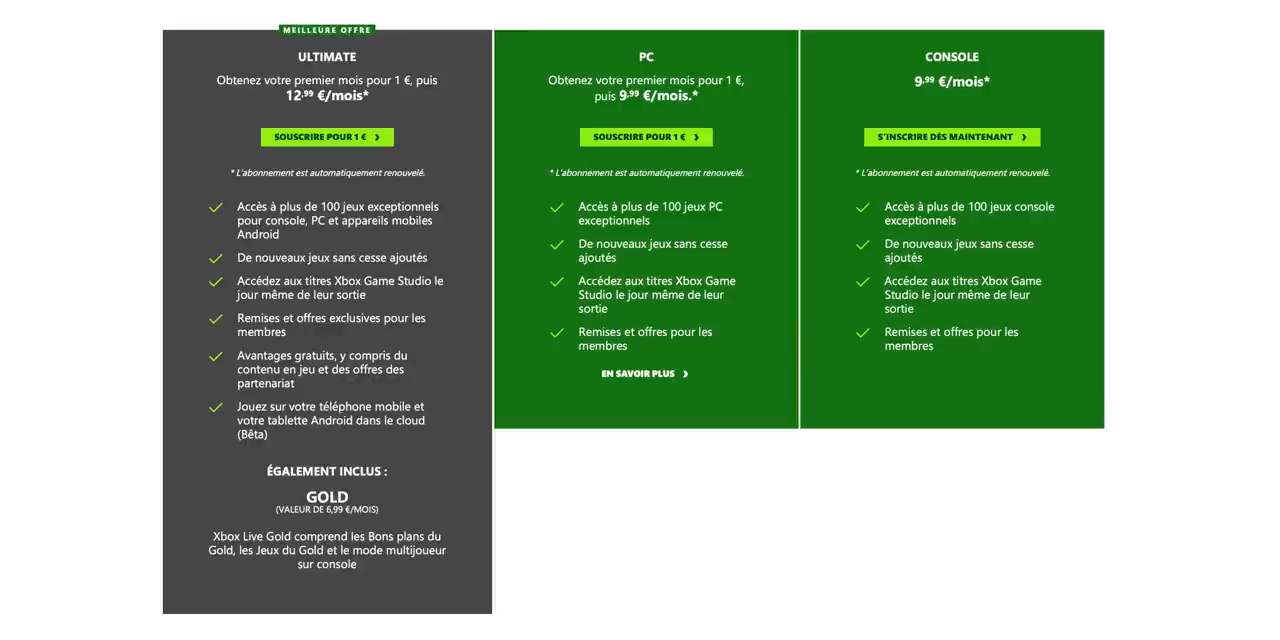 MEILLEURE OFFRE
ULTIMATE
Obtenez votre premier mois pour 1 €, puis
12,99 €/mois*
SOUSCRIRE POUR 1 € ❯
* L'abonnement est automatiquement renouvelé.
Accès à plus de 100 jeux exceptionnels
pour console, PC et appareils mobiles
Android
De nouveaux jeux sans cesse ajoutés
Accédez aux titres Xbox Game Studio le
jour même de leur sortie
Remises et offres exclusives pour les
membres
Avantages gratuits, y compris du
contenu en jeu et des offres des
partenariat
Jouez sur votre téléphone mobile et
votre tablette Android dans le cloud
(Bêta)
ÉGALEMENT INCLUS :
GOLD
(VALEUR DE 6,99 €/MOIS)
Xbox Live Gold comprend les Bons plans du
Gold, les Jeux du Gold et le mode multijoueur
sur console
PC
Obtenez votre premier mois pour 1 €,
puis 9,99 €/mois.*
SOUSCRIRE POUR 1 € ❯
* L'abonnement est automatiquement renouvelé.
Accès à plus de 100 jeux PC
exceptionnels
De nouveaux jeux sans cesse
ajoutés
Accédez aux titres Xbox Game
Studio le jour même de leur
sortie
Remises et offres pour les
membres
EN SAVOIR PLUS ❯
CONSOLE
9,99 €/mois*
S'INSCRIRE DÈS MAINTENANT ❯
* L'abonnement est automatiquement renouvelé.
Accès à plus de 100 jeux console
exceptionnels
De nouveaux jeux sans cesse
ajoutés
Accédez aux titres Xbox Game
Studio le jour même de leur
sortie
Remises et offres pour les
membres